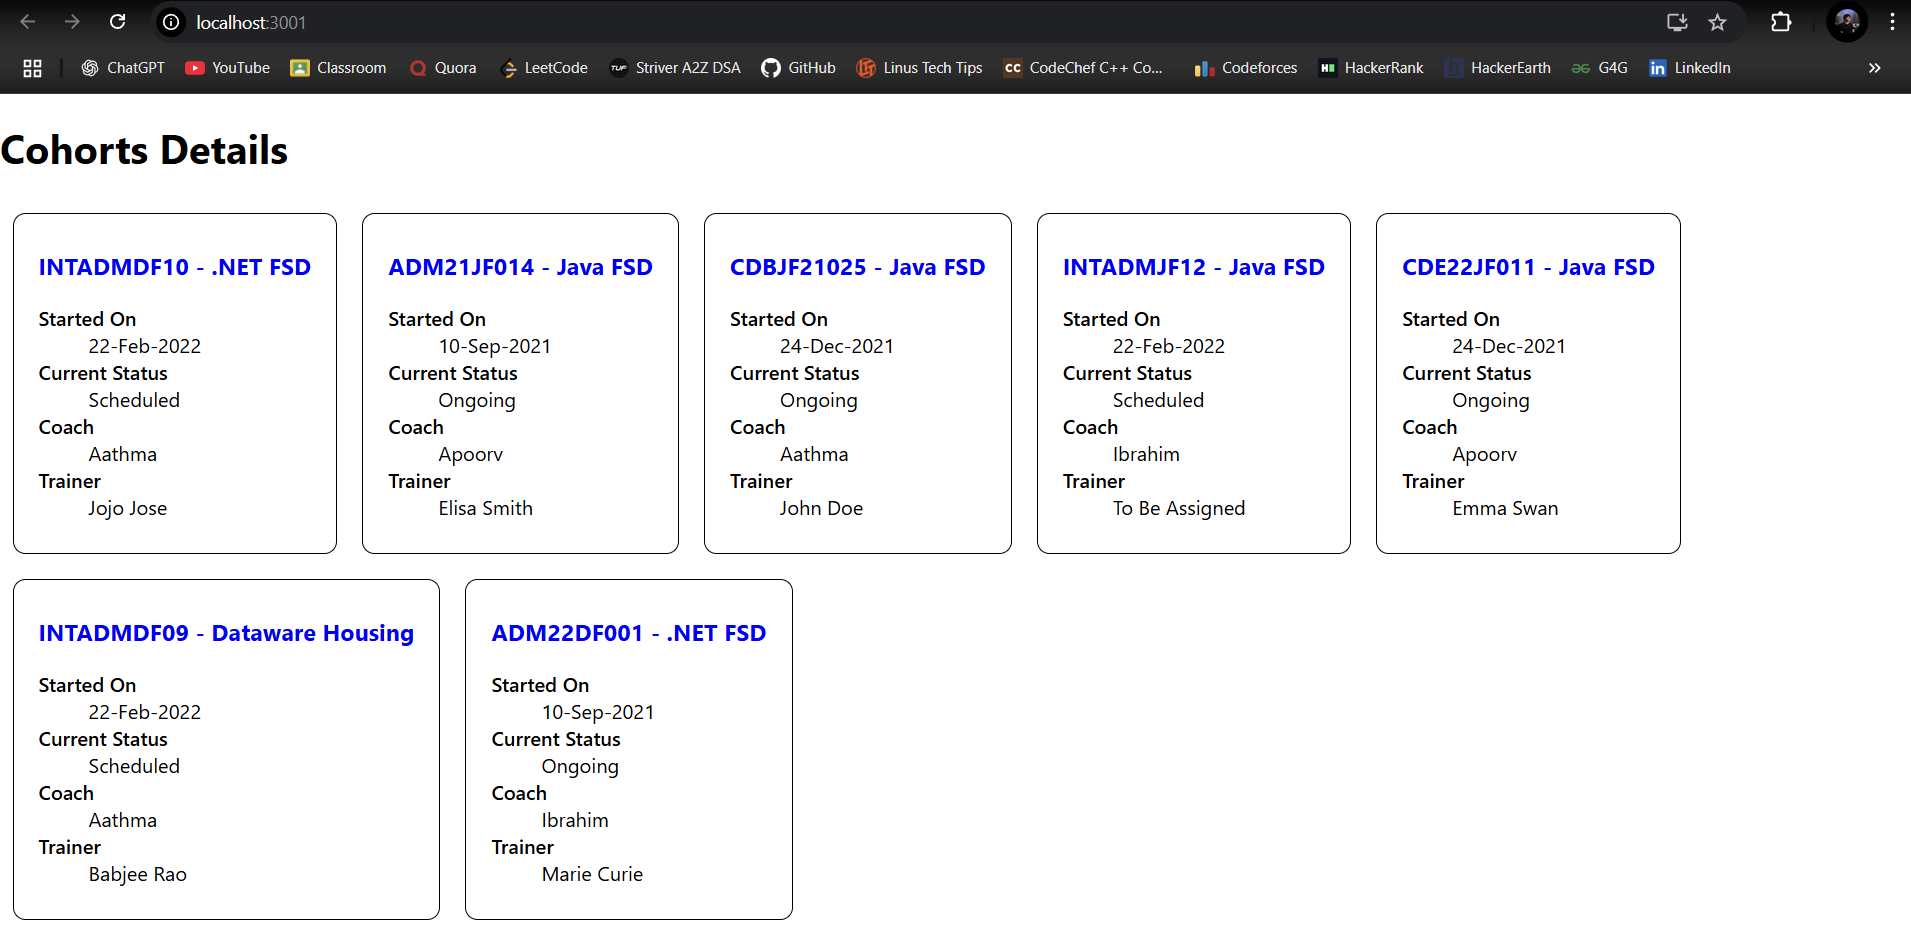 localhost:3001
ChatGPT
YouTube
Classroom
Quora
LeetCode
TUF Striver A2Z DSA
GitHub
Linus Tech Tips
CC CodeChef C++ Co...
Codeforces
H HackerRank
h HackerEarth
G4G
in LinkedIn
Cohorts Details
INTADMDF10 - .NET FSD
Started On
22-Feb-2022
Current Status
Scheduled
Coach
Aathma
Trainer
Jojo Jose
ADM21JF014 - Java FSD
Started On
10-Sep-2021
Current Status
Ongoing
Coach
Apoorv
Trainer
Elisa Smith
CDBJF21025 - Java FSD
Started On
24-Dec-2021
Current Status
Ongoing
Coach
Aathma
Trainer
John Doe
INTADMJF12 - Java FSD
Started On
22-Feb-2022
Current Status
Scheduled
Coach
Ibrahim
Trainer
To Be Assigned
CDE22JF011 - Java FSD
Started On
24-Dec-2021
Current Status
Ongoing
Coach
Apoorv
Trainer
Emma Swan
INTADMDF09 - Dataware Housing
Started On
22-Feb-2022
Current Status
Scheduled
Coach
Aathma
Trainer
Babjee Rao
ADM22DF001 - .NET FSD
Started On
10-Sep-2021
Current Status
Ongoing
Coach
Ibrahim
Trainer
Marie Curie